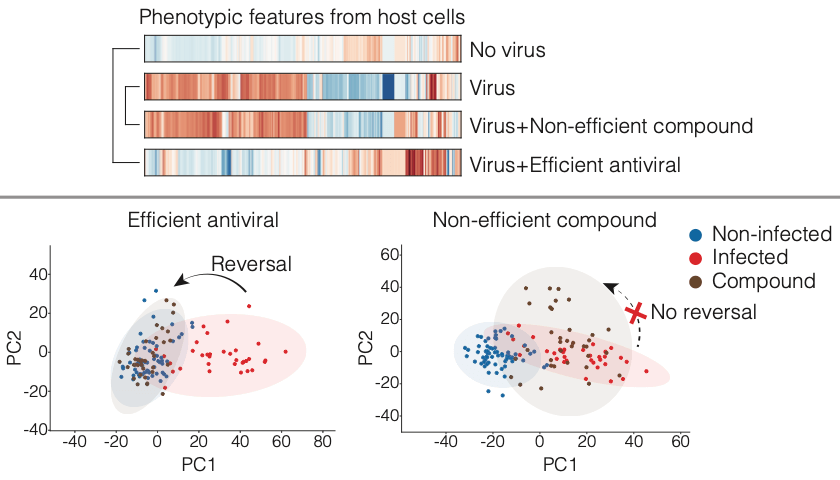 Phenotypic features from host cells
No virus
Virus
Virus+Non-efficient compound
Virus+Efficient antiviral
Efficient antiviral
Non-efficient compound
Non-infected
Infected
Compound
Reversal
No reversal
PC2
40
20
0
-20
-40
-40 -20 0 20 40 60 80
PC1
PC2
60
40
20
0
-20
-40
-40 -20 0 20 40 60
PC1